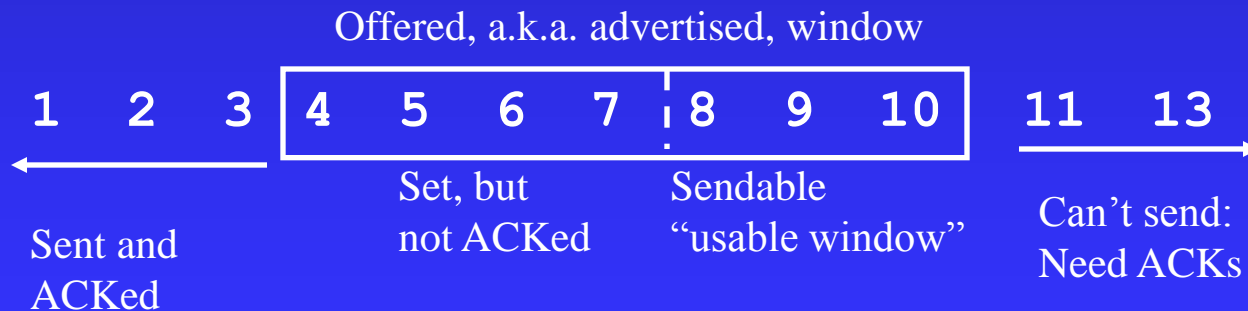 Offered, a.k.a. advertised, window
1 2 3 4 5 6 7 8 9 10 11 13
Set, but
not ACKed
Sendable
“usable window”
Sent and
ACKed
Can’t send:
Need ACKs